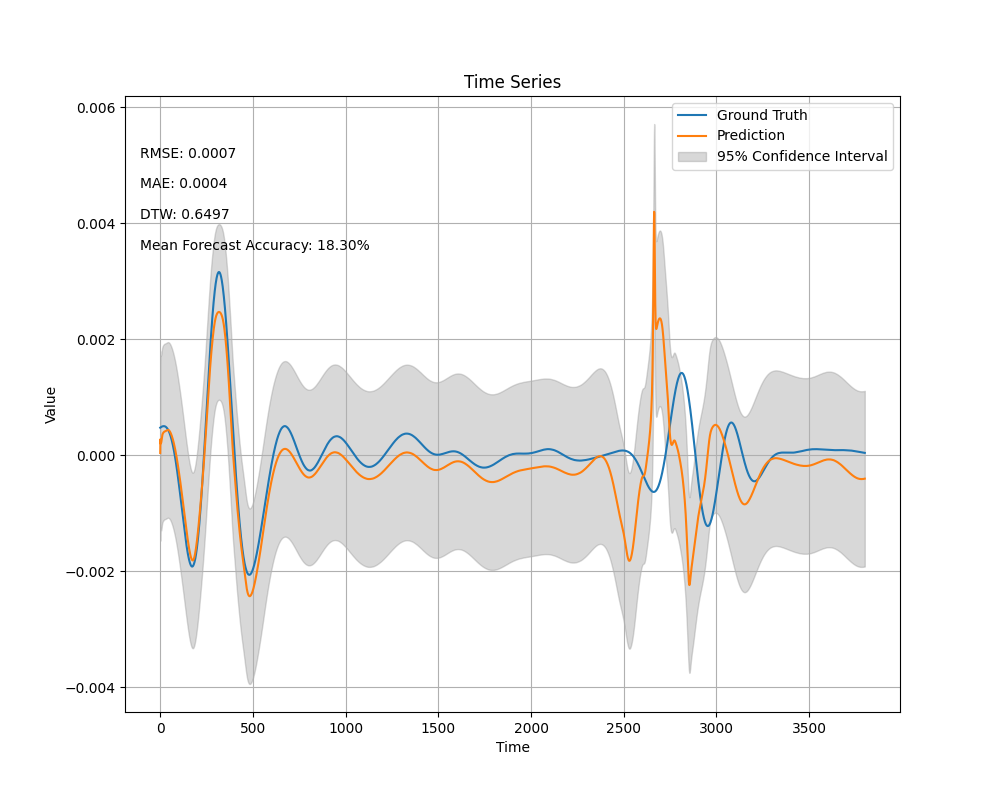 Time Series
0.006
0.004
0.002
0.000
−0.002
−0.004
Value
RMSE: 0.0007
MAE: 0.0004
DTW: 0.6497
Mean Forecast Accuracy: 18.30%
Ground Truth
Prediction
95% Confidence Interval
0 500 1000 1500 2000 2500 3000 3500
Time